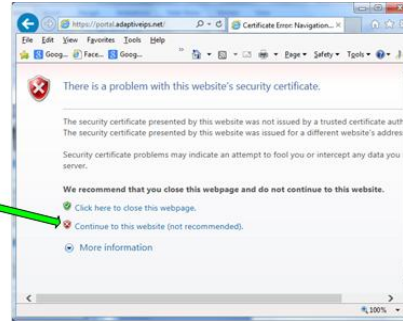 https://portal.adaptiveips.net/
Certificate Error: Navigation...
File Edit View Favorites Tools Help
Goog... Face... Goog... Page Safety Tools
There is a problem with this website's security certificate.
The security certificate presented by this website was not issued by a trusted certificate auth
The security certificate presented by this website was issued for a different website's addres
Security certificate problems may indicate an attempt to fool you or intercept any data you
server.
We recommend that you close this webpage and do not continue to this website.
Click here to close this webpage.
Continue to this website (not recommended).
More information
100%